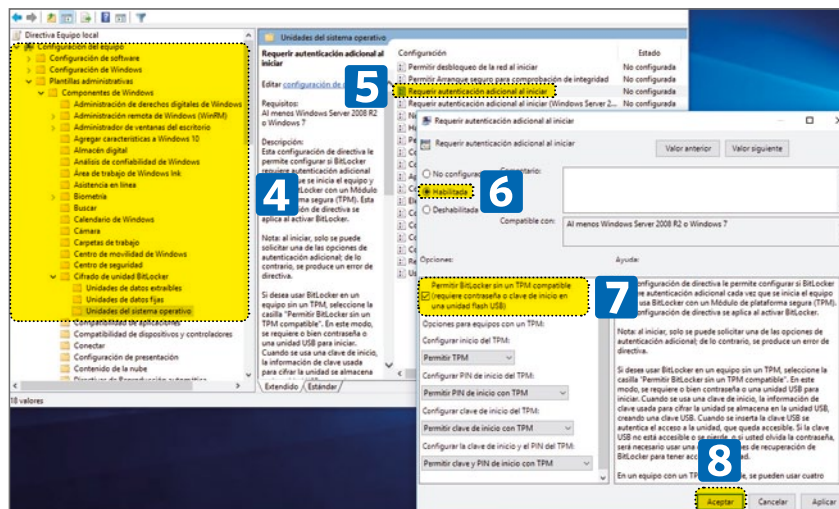 Directiva Equipo local
Configuración del equipo
Configuración de software
Configuración de Windows
Plantillas administrativas
Componentes de Windows
Administración de derechos digitales de Windows
Administración remota de Windows (WinRM)
Administrador de ventanas del escritorio
Agregar características a Windows 10
Almacén digital
Análisis de confiabilidad de Windows
Área de trabajo de Windows Ink
Asistencia en línea
Biometría
Buscar
Calendario de Windows
Cámara
Carpetas de trabajo
Centro de movilidad de Windows
Centro de seguridad
Cifrado de unidad BitLocker
Unidades de datos extraíbles
Unidades de datos fijas
Unidades del sistema operativo
Compatibilidad de aplicaciones
Compatibilidad de dispositivos y controladores
Conectar
Configuración de presentación
Contenido de la nube
Directivas de Reproducción automática
18 valores
4
Unidades del sistema operativo
Requerir autenticación adicional al
iniciar
Editar configuración de
Requisitos:
Al menos Windows Server 2008 R2
o Windows 7
Descripción:
Esta configuración de directiva le
permite configurar si BitLocker
requiere autenticación adicional
que se inicia el equipo y
Locker con un Módulo
ma segura (TPM). Esta
ción de directiva se
aplica al activar BitLocker.
Nota: al iniciar, solo se puede
solicitar una de las opciones de
autenticación adicional; de lo
contrario, se produce un error de
directiva.
Si desea usar BitLocker en un
equipo sin un TPM, seleccione la
casilla "Permitir BitLocker sin un
TPM compatible". En este modo,
se requiere o bien contraseña o
una unidad USB para iniciar.
Cuando se usa una clave de inicio,
la información de clave usada
para cifrar la unidad se almacena
Extendido Estándar
Configuración Estado
Permitir desbloqueo de la red al iniciar No configurada
Permitir Arranque seguro para comprobación de integridad No configurada
5
Requerir autenticación adicional al iniciar No configurada
Requerir autenticación adicional al iniciar (Windows Server 2... No configurada
Requerir autenticación adicional al iniciar
Requerir autenticación adicional al iniciar
Valor anterior Valor siguiente
No configurada Comentario:
Habilitada
6
Deshabilitada
Compatible con: Al menos Windows Server 2008 R2 o Windows 7
Opciones: Ayuda:
Permitir BitLocker sin un TPM compatible
(requiere contraseña o clave de inicio en
una unidad flash USB)
7
Opciones para equipos con un TPM:
Configurar inicio del TPM:
Permitir TPM
Configurar PIN de inicio del TPM:
Permitir PIN de inicio con TPM
Configurar clave de inicio del TPM:
Permitir clave de inicio con TPM
Configurar la clave de inicio y el PIN del TPM:
Permitir clave y PIN de inicio con TPM
configuración de directiva le permite configurar si BitLocker
re autenticación adicional cada vez que se inicia el equipo
usa BitLocker con un Módulo de plataforma segura (TPM).
configuración de directiva se aplica al activar BitLocker.
Nota: al iniciar, solo se puede solicitar una de las opciones de
autenticación adicional; de lo contrario, se produce un error de
directiva.
Si desea usar BitLocker en un equipo sin un TPM, seleccione la
casilla "Permitir BitLocker sin un TPM compatible". En este
modo, se requiere o bien contraseña o una unidad USB para
iniciar. Cuando se usa una clave de inicio, la información de
clave usada para cifrar la unidad se almacena en la unidad USB,
creando una clave USB. Cuando se inserta la clave USB se
autentica el acceso a la unidad, que queda accesible. Si la clave
USB no está accesible o se pierde, o si usted olvida la contraseña,
será necesario usar una de recuperación de
BitLocker para tener
En un equipo con un se pueden usar cuatro
8
Aceptar Cancelar Aplicar